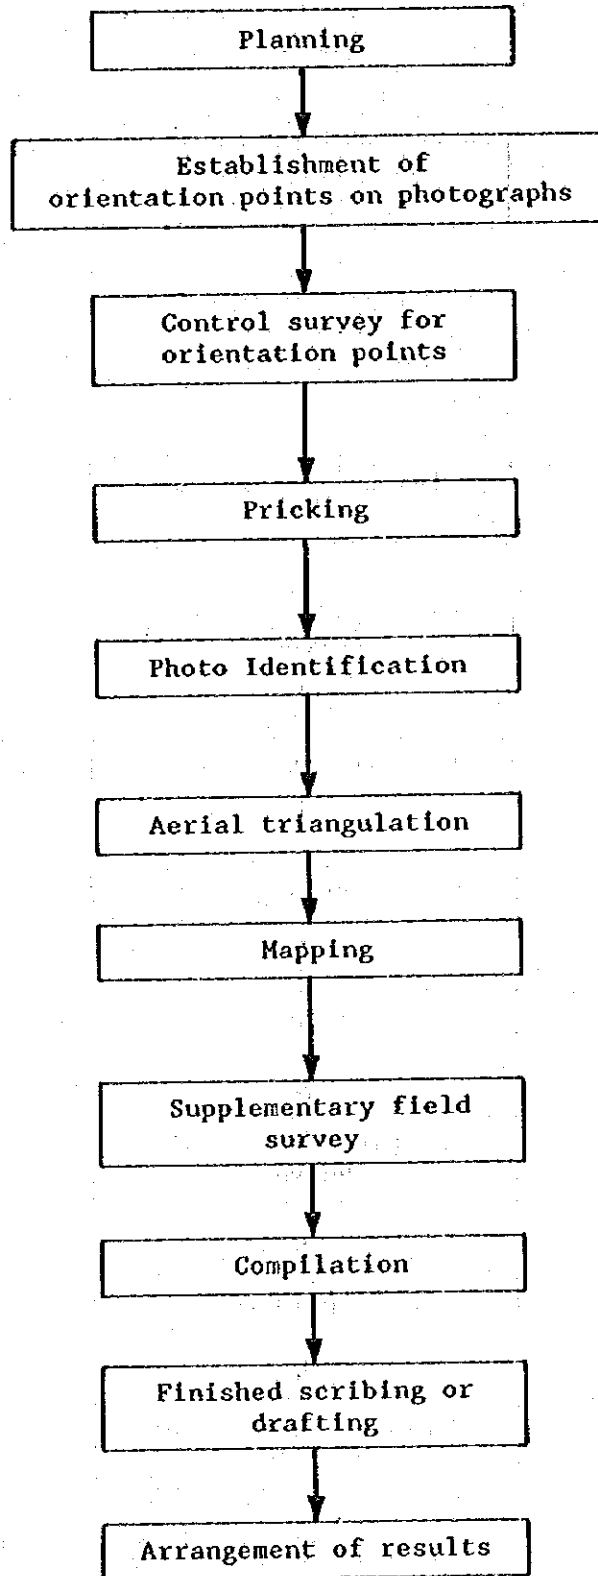 Planning
Establishment of
orientation points on photographs
Control survey for
orientation points
Pricking
Photo Identification
Aerial triangulation
Mapping
Supplementary field
survey
Compilation
Finished scribing or
drafting
Arrangement of results